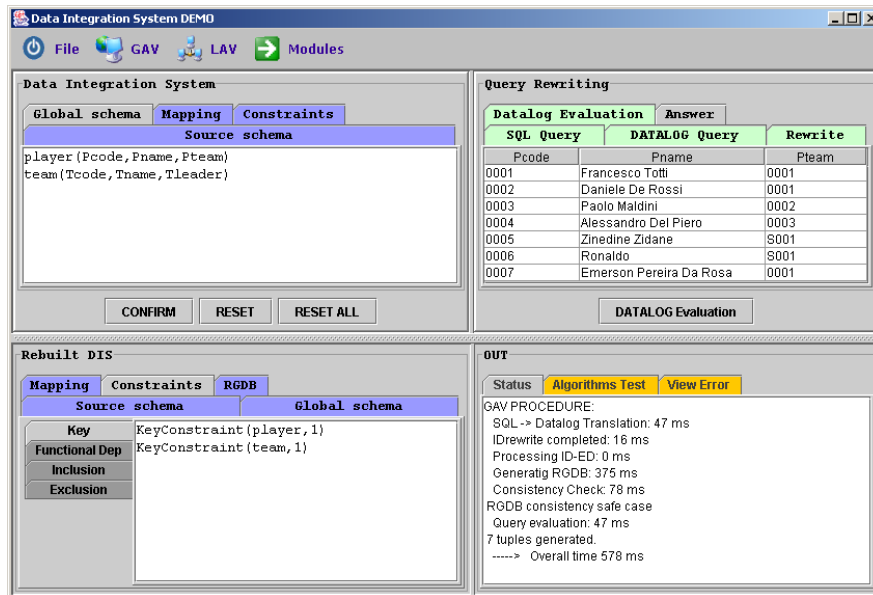 Data Integration System DEMO
File GAV LAV Modules
Data Integration System
Global schema Mapping Constraints
Source schema
player(Pcode,Pname,Pteam)
team(Tcode,Tname,Tleader)
CONFIRM RESET RESET ALL
Query Rewriting
Datalog Evaluation Answer
SQL Query DATALOG Query Rewrite
Pcode Pname Pteam
0001 Francesco Totti 0001
0002 Daniele De Rossi 0001
0003 Paolo Maldini 0002
0004 Alessandro Del Piero 0003
0005 Zinedine Zidane S001
0006 Ronaldo S001
0007 Emerson Pereira Da Rosa 0001
DATALOG Evaluation
Rebuilt DIS
Mapping Constraints RGDB
Source schema Global schema
Key
Functional Dep
Inclusion
Exclusion
KeyConstraint(player,1)
KeyConstraint(team,1)
OUT
Status Algorithms Test View Error
GAV PROCEDURE:
SQL -> Datalog Translation: 47 ms
IDrewrite completed: 16 ms
Processing ID-ED: 0 ms
Generatig RGDB: 375 ms
Consistency Check: 78 ms
RGDB consistency safe case
Query evaluation: 47 ms
7 tuples generated.
-----> Overall time 578 ms